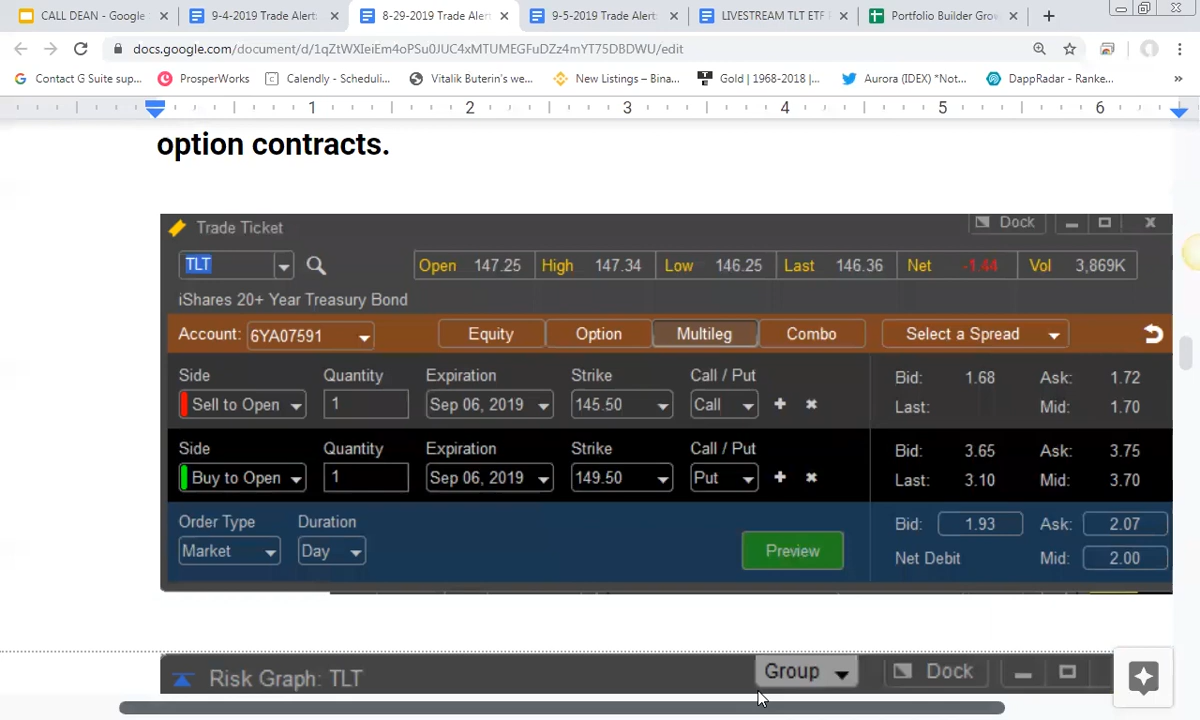 CALL DEAN - Google
9-4-2019 Trade Alert:
8-29-2019 Trade Aler
9-5-2019 Trade Alert:
LIVESTREAM TLT ETF
Portfolio Builder Grov
docs.google.com/document/d/1qZtWXIeiEm4oPSu0JUC4xMTUMEGFuDZz4mYT75DBDWU/edit
Contact G Suite sup...
ProsperWorks
Calendly - Scheduli...
Vitalik Buterin's we...
New Listings – Bina...
Gold | 1968-2018 |...
Aurora (IDEX) *Not...
DappRadar - Ranke...
»
1 2 3 4 5 6
option contracts.
Trade Ticket
Dock
TLT
Open 147.25 High 147.34 Low 146.25 Last 146.36 Net -1.44 Vol 3,869K
iShares 20+ Year Treasury Bond
Account: 6YA07591 Equity Option Multileg Combo Select a Spread
Side Quantity Expiration Strike Call / Put Bid: 1.68 Ask: 1.72
Sell to Open 1 Sep 06, 2019 145.50 Call Last: Mid: 1.70
Side Quantity Expiration Strike Call / Put Bid: 3.65 Ask: 3.75
Buy to Open 1 Sep 06, 2019 149.50 Put Last: 3.10 Mid: 3.70
Order Type Duration Bid: 1.93 Ask: 2.07
Market Day Preview Net Debit Mid: 2.00
Risk Graph: TLT Group Dock